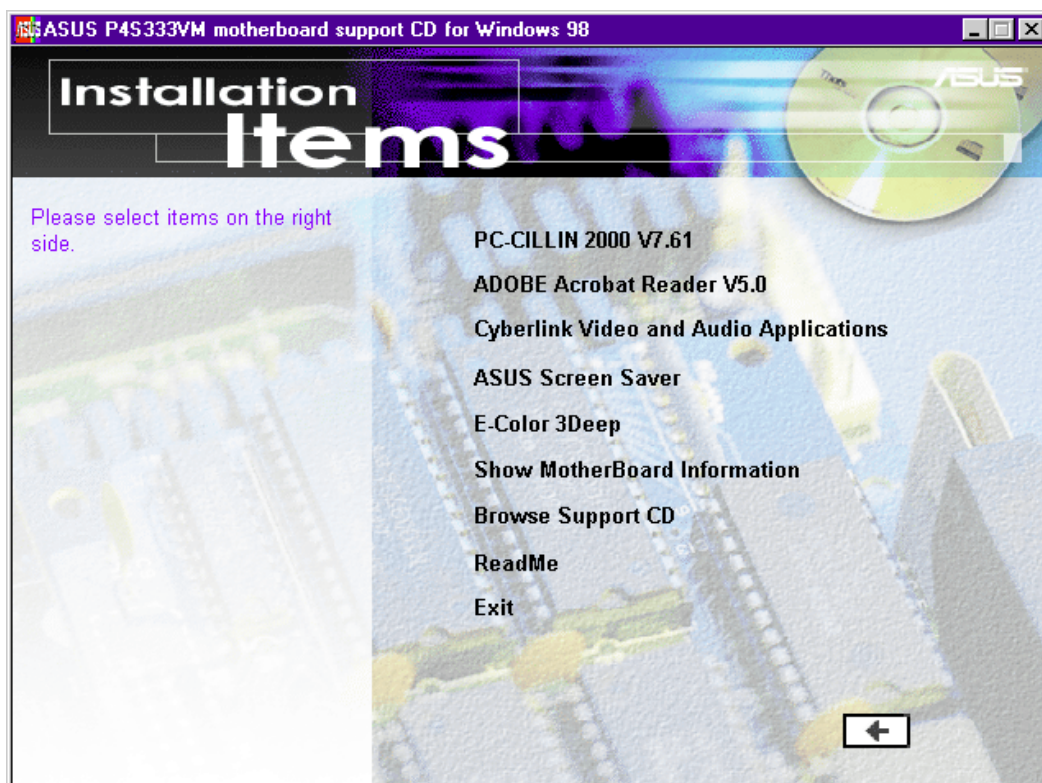 ASUS P4S333VM motherboard support CD for Windows 98
ASUS
Installation
Items
Please select items on the right
side.
PC-CILLIN 2000 V7.61
ADOBE Acrobat Reader V5.0
Cyberlink Video and Audio Applications
ASUS Screen Saver
E-Color 3Deep
Show MotherBoard Information
Browse Support CD
ReadMe
Exit